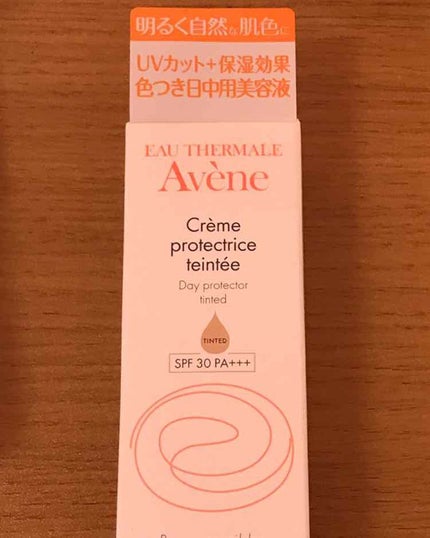 明るく自然な肌色に
UVカット+保湿効果
色つき日中用美容液
EAU THERMALE
Avène
Crème
protectrice
teintée
Day protector
tinted
TINTED
SPF 30 PA+++